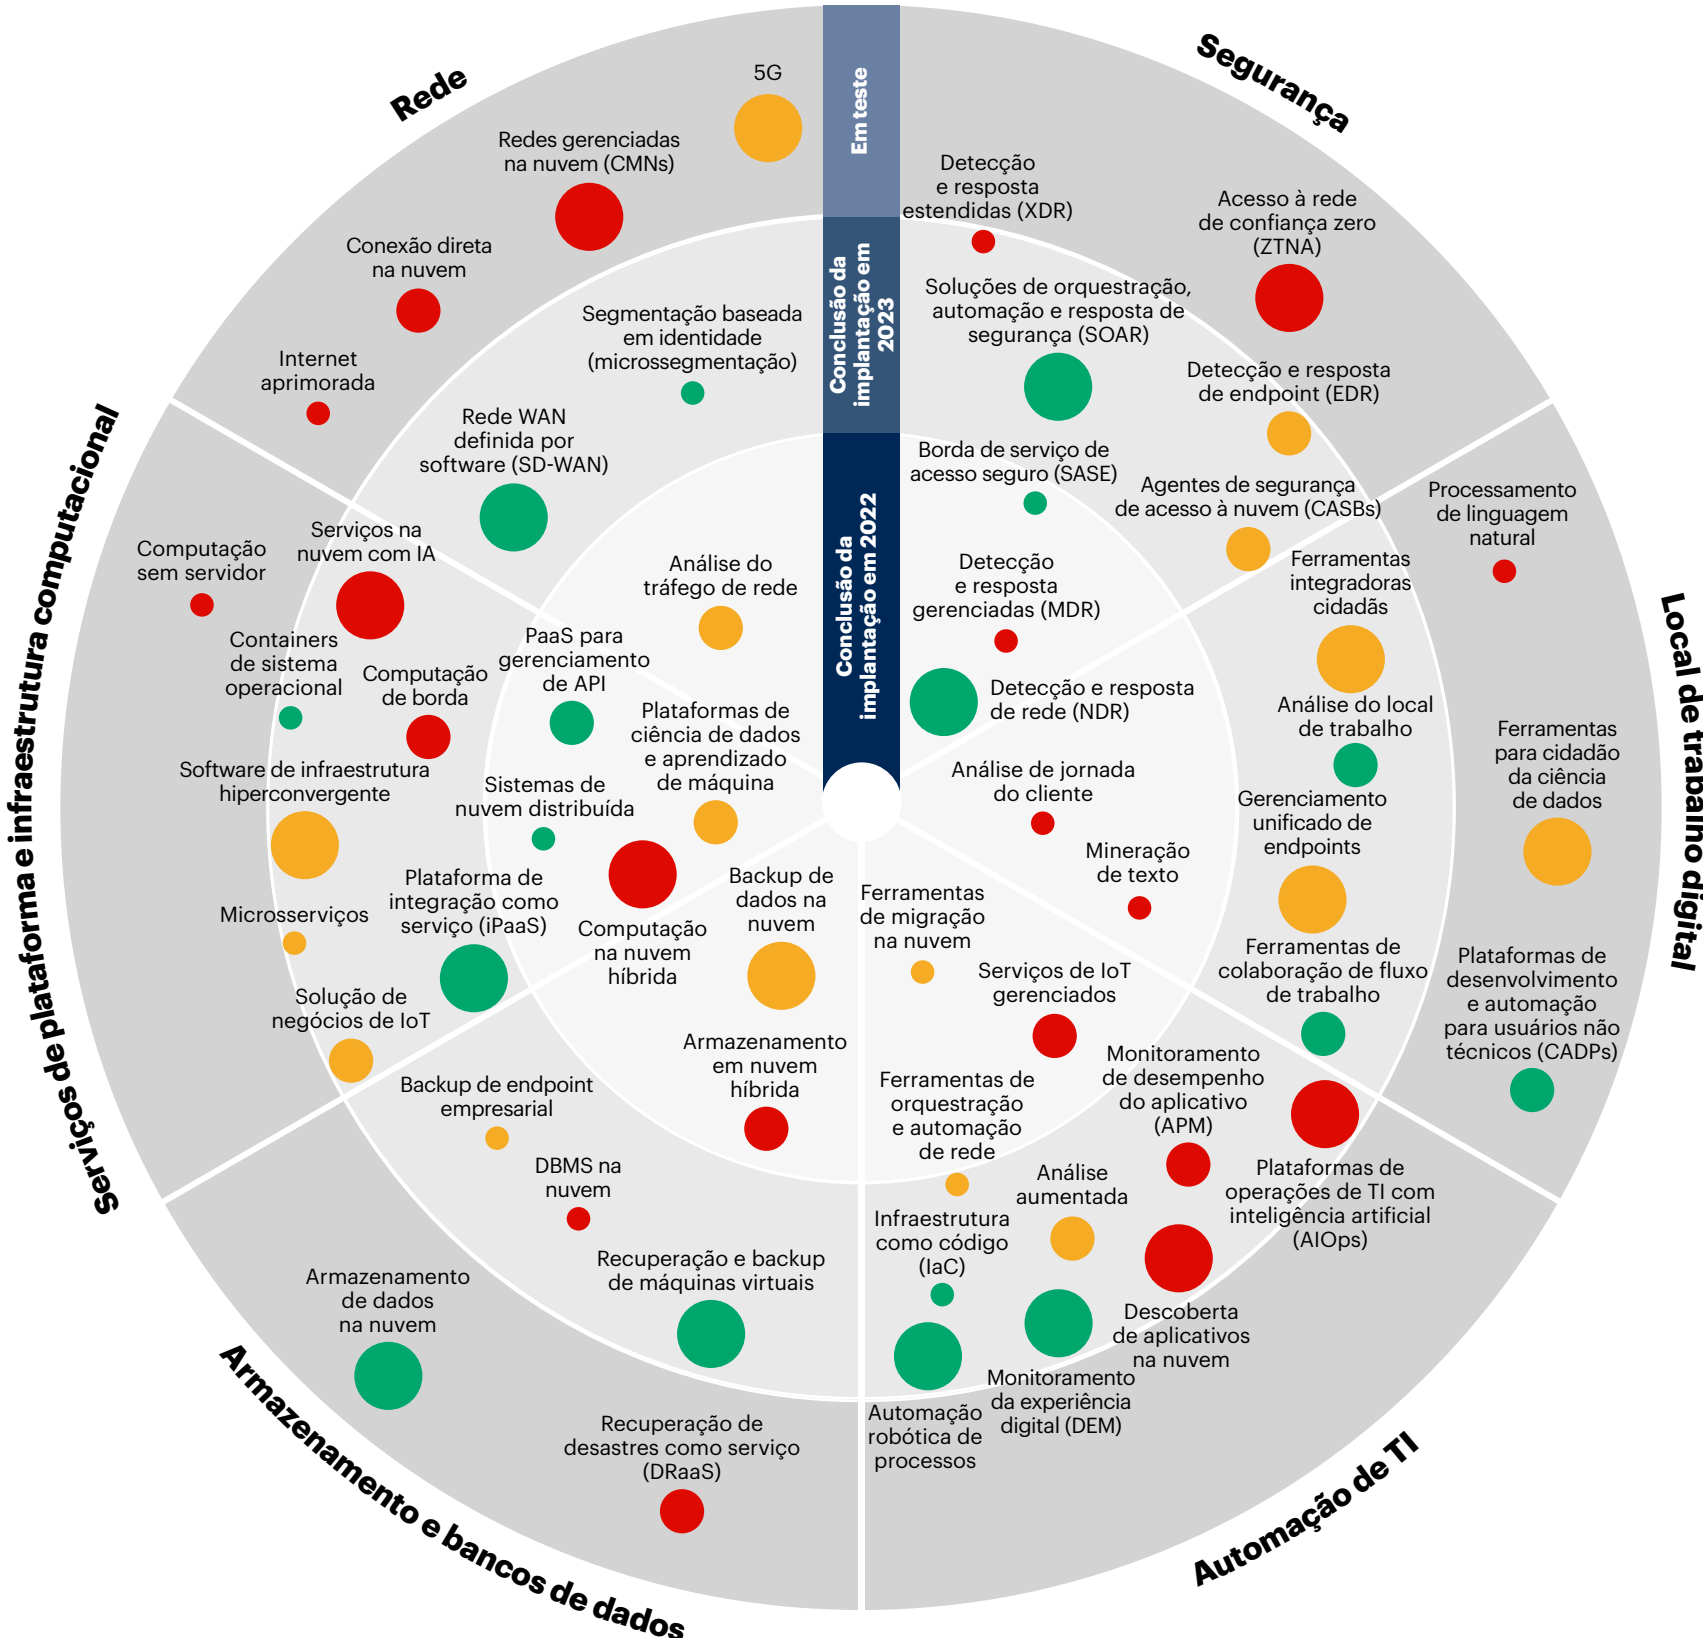 Rede
Segurança
Local de trabalho digital
Automação de TI
Armazenamento e bancos de dados
Serviços de plataforma e infraestrutura computacional
Em teste
Conclusão da
implantação em
2023
Conclusão da
implantação em 2022
5G
Redes gerenciadas
na nuvem (CMNs)
Conexão direta
na nuvem
Internet
aprimorada
Segmentação baseada
em identidade
(microssegmentação)
Rede WAN
definida por
software (SD-WAN)
Análise do
tráfego de rede
Detecção
e resposta
estendidas (XDR)
Acesso à rede
de confiança zero
(ZTNA)
Soluções de orquestração,
automação e resposta de
segurança (SOAR)
Detecção e resposta
de endpoint (EDR)
Borda de serviço de
acesso seguro (SASE)
Agentes de segurança
de acesso à nuvem (CASBs)
Detecção
e resposta
gerenciadas (MDR)
Detecção e resposta
de rede (NDR)
Processamento
de linguagem
natural
Ferramentas
integradoras
cidadãs
Análise do local
de trabalho
Ferramentas
para cidadão
da ciência
de dados
Análise de jornada
do cliente
Gerenciamento
unificado de
endpoints
Mineração
de texto
Ferramentas de
colaboração de fluxo
de trabalho
Plataformas de
desenvolvimento
e automação
para usuários não
técnicos (CADPs)
Ferramentas
de migração
na nuvem
Serviços de IoT
gerenciados
Ferramentas de
orquestração
e automação
de rede
Monitoramento
de desempenho
do aplicativo
(APM)
Plataformas de
operações de TI com
inteligência artificial
(AIOps)
Análise
aumentada
Infraestrutura
como código
(IaC)
Descoberta
de aplicativos
na nuvem
Monitoramento
da experiência
digital (DEM)
Automação
robótica de
processos
Backup de
dados na
nuvem
Armazenamento
em nuvem
híbrida
Backup de endpoint
empresarial
DBMS na
nuvem
Recuperação e backup
de máquinas virtuais
Armazenamento
de dados
na nuvem
Recuperação de
desastres como serviço
(DRaaS)
Serviços na
nuvem com IA
Computação
sem servidor
Containers
de sistema
operacional
Computação
de borda
PaaS para
gerenciamento
de API
Plataformas de
ciência de dados
e aprendizado
de máquina
Software de infraestrutura
hiperconvergente
Sistemas de
nuvem distribuída
Plataforma de
integração como
serviço (iPaaS)
Computação
na nuvem
híbrida
Microsserviços
Solução de
negócios de IoT